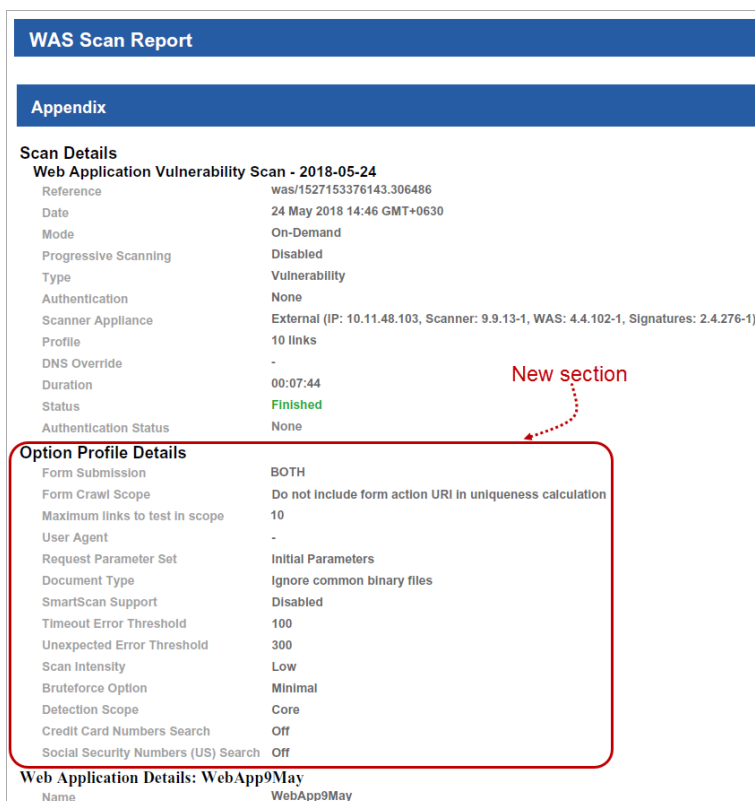 WAS Scan Report
Appendix
Scan Details
Web Application Vulnerability Scan - 2018-05-24
Reference was/1527153376143.306486
Date 24 May 2018 14:46 GMT+0630
Mode On-Demand
Progressive Scanning Disabled
Type Vulnerability
Authentication None
Scanner Appliance External (IP: 10.11.48.103, Scanner: 9.9.13-1, WAS: 4.4.102-1, Signatures: 2.4.276-1)
Profile 10 links
DNS Override -
Duration 00:07:44
New section
Status Finished
Authentication Status None
Option Profile Details
Form Submission BOTH
Form Crawl Scope Do not include form action URI in uniqueness calculation
Maximum links to test in scope 10
User Agent -
Request Parameter Set Initial Parameters
Document Type Ignore common binary files
SmartScan Support Disabled
Timeout Error Threshold 100
Unexpected Error Threshold 300
Scan Intensity Low
Bruteforce Option Minimal
Detection Scope Core
Credit Card Numbers Search Off
Social Security Numbers (US) Search Off
Web Application Details: WebApp9May
Name WebApp9May